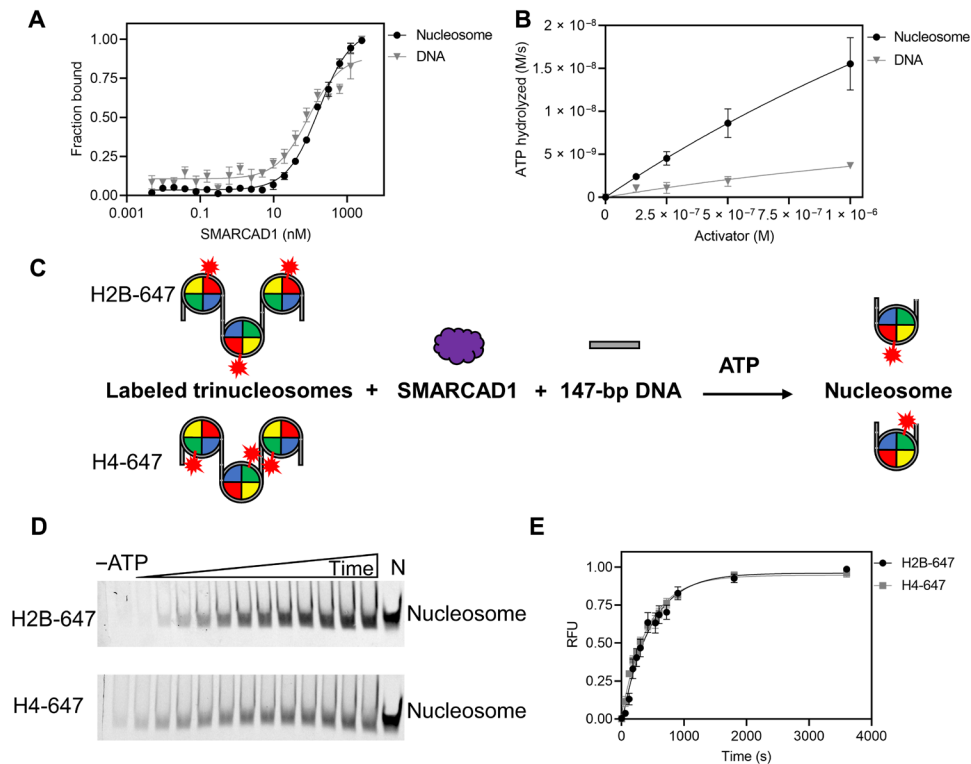 A
Fraction bound
1.00
0.75
0.50
0.25
0.00
0.001
0.1
10
1000
SMARCAD1 (nM)
Nucleosome
DNA
B
ATP hydrolyzed (M/s)
2 × 10⁻⁸
1.5 × 10⁻⁸
1 × 10⁻⁸
5 × 10⁻⁹
0
0
2.5 × 10⁻⁷
5 × 10⁻⁷
7.5 × 10⁻⁷
1 × 10⁻⁶
Activator (M)
Nucleosome
DNA
C
H2B-647
Labeled trinucleosomes + SMARCAD1 + 147-bp DNA
ATP
Nucleosome
H4-647
D
–ATP
Time
N
H2B-647
Nucleosome
H4-647
Nucleosome
E
RFU
1.00
0.75
0.50
0.25
0.00
0
1000
2000
3000
4000
Time (s)
H2B-647
H4-647